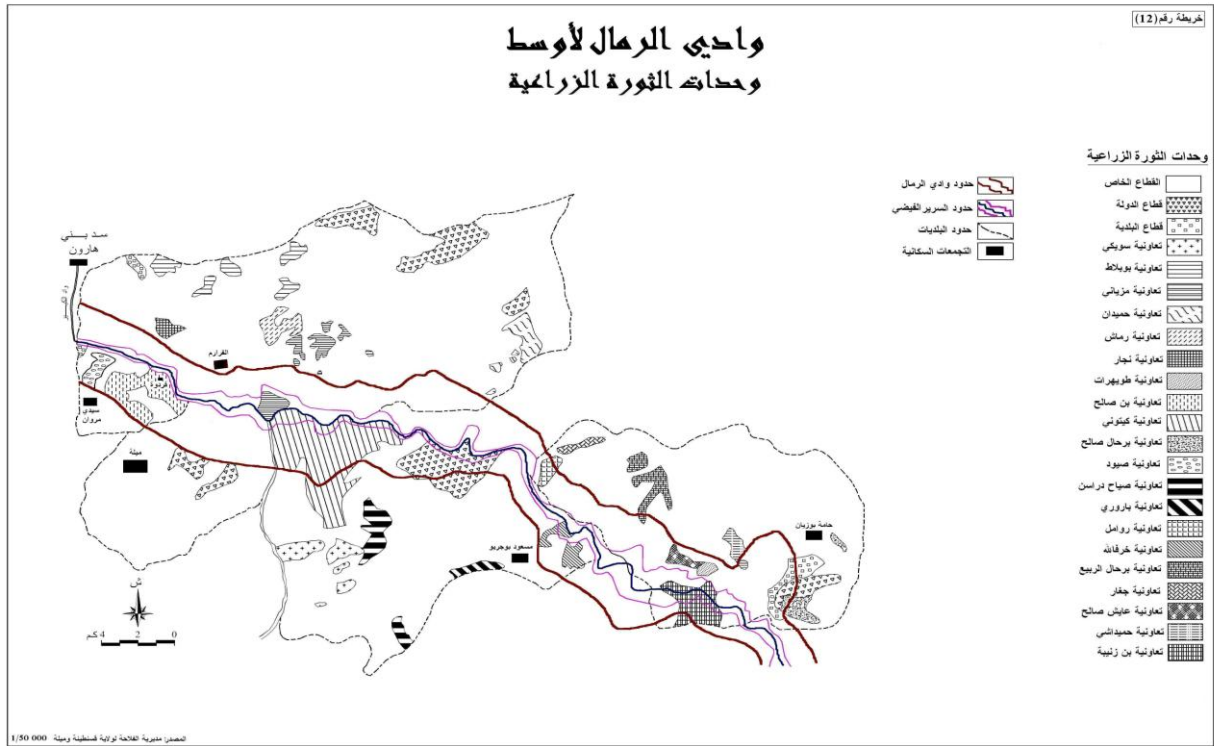 خريطة رقم (12)
وادي الرمال لأوسط
وحدات الثورة الزراعية
وحدات الثورة الزراعية
القطاع الخاص
قطاع الدولة
قطاع البلدية
تعاونية سويكي
تعاونية بوبلاط
تعاونية مزياني
تعاونية حميدان
تعاونية رماش
تعاونية نجار
تعاونية طويهرات
تعاونية بن صالح
تعاونية كيتوني
تعاونية برحال صالح
تعاونية صيود
تعاونية صياح دراسن
تعاونية باروري
تعاونية روامل
تعاونية خرفالله
تعاونية برحال الربيع
تعاونية جغار
تعاونية عايش صالح
تعاونية حميداشي
تعاونية بن زنيبة
حدود وادي الرمال
حدود السرير الفيضي
حدود البلديات
التجمعات السكانية
سد بني
هارون
القرارم
سيدي
مروان
ميلة
مسعود بوجريو
حامة بوزيان
ش
4 2 0 كم
المصدر: مديرية الفلاحة لولاية قسنطينة وميلة 1/50 000